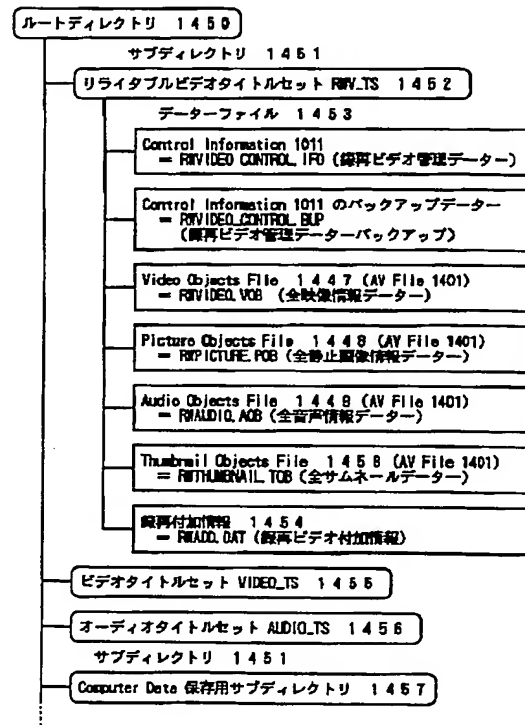 ルートディレクトリ 1450
サブディレクトリ 1451
リライタブルビデオタイトルセット RWV_TS 1452
データーファイル 1453
Control Information 1011
= RWVIDEO_CONTROL.IFO (録再ビデオ管理データー)
Control Information 1011 のバックアップデーター
= RWVIDEO_CONTROL.BUP
(録再ビデオ管理データーバックアップ)
Video Objects File 1447 (AV File 1401)
= RWVIDEO.VOB (全映像情報データー)
Picture Objects File 1448 (AV File 1401)
= RWPICTURE.POB (全静止画像情報データー)
Audio Objects File 1449 (AV File 1401)
= RWAUDIO.AOB (全音声情報データー)
Thumbnail Objects File 1458 (AV File 1401)
= RWTHUMBNAIL.TOB (全サムネールデーター)
録再付加情報 1454
= RWADD.DAT (録再ビデオ付加情報)
ビデオタイトルセット VIDEO_TS 1455
オーディオタイトルセット AUDIO_TS 1456
サブディレクトリ 1451
Computer Data 保存用サブディレクトリ 1457